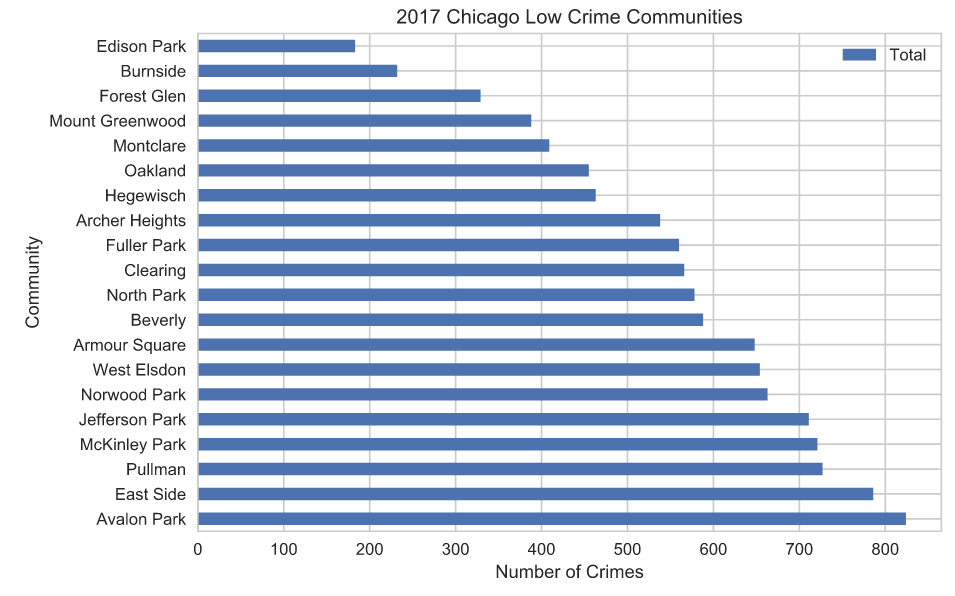 2017 Chicago Low Crime Communities
Total
Community
Edison Park
Burnside
Forest Glen
Mount Greenwood
Montclare
Oakland
Hegewisch
Archer Heights
Fuller Park
Clearing
North Park
Beverly
Armour Square
West Elsdon
Norwood Park
Jefferson Park
McKinley Park
Pullman
East Side
Avalon Park
0 100 200 300 400 500 600 700 800
Number of Crimes